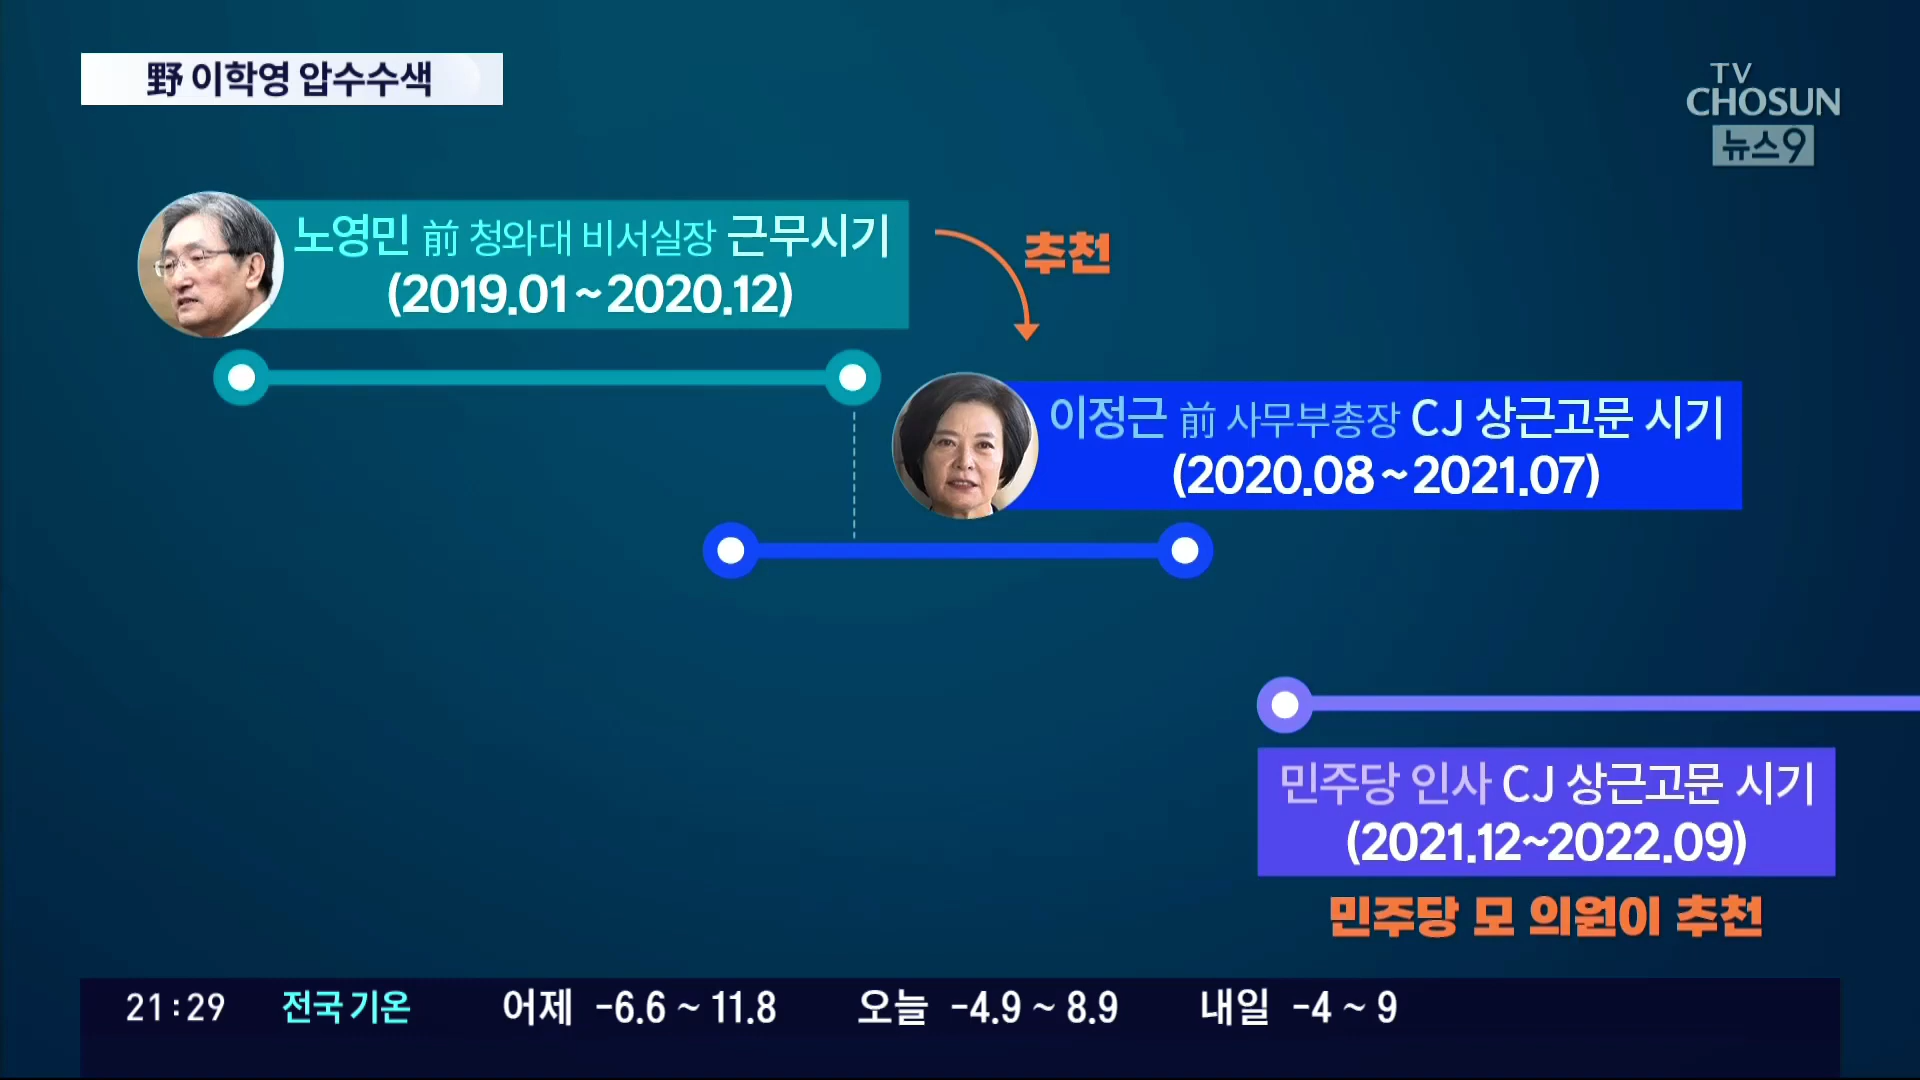 野 이학영 압수수색
TV
CHOSUN
뉴스9
노영민 前 청와대 비서실장 근무시기
(2019.01~2020.12)
추천
이정근 前 사무부총장 CJ 상근고문 시기
(2020.08~2021.07)
민주당 인사 CJ 상근고문 시기
(2021.12~2022.09)
민주당 모 의원이 추천
21:29 전국 기온 어제 -6.6 ~ 11.8 오늘 -4.9 ~ 8.9 내일 -4 ~ 9